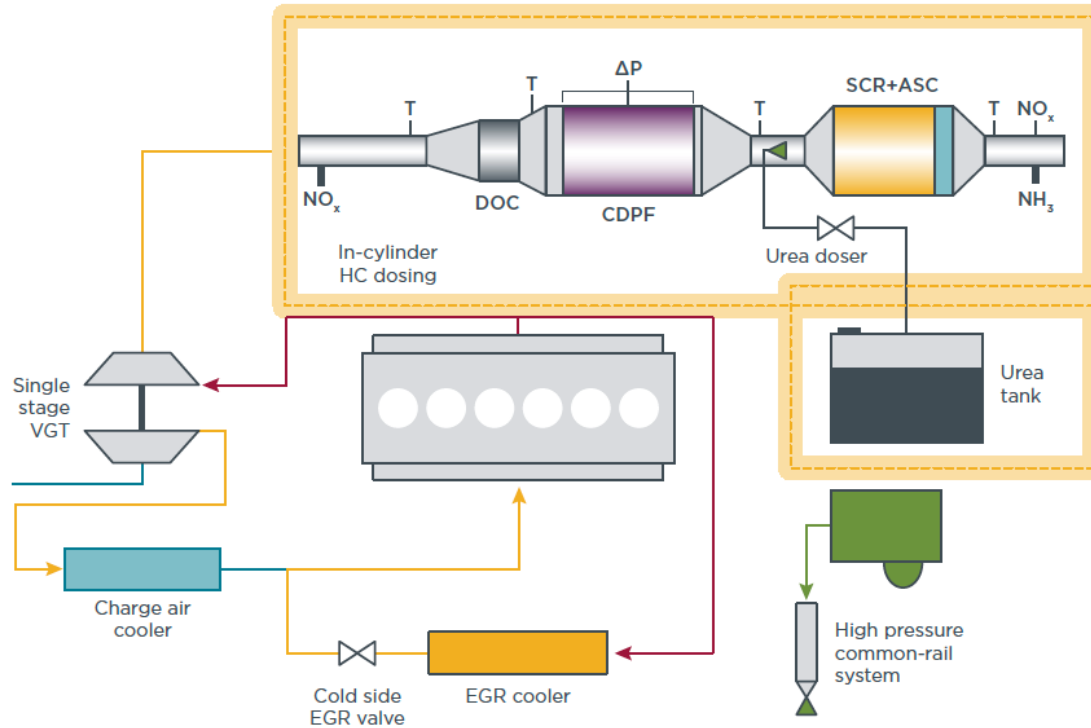 ΔP
T
T
T
SCR+ASC
T
NOx
NOx
DOC
CDPF
NH3
In-cylinder
HC dosing
Urea doser
Single
stage
VGT
Urea
tank
Charge air
cooler
Cold side
EGR valve
EGR cooler
High pressure
common-rail
system